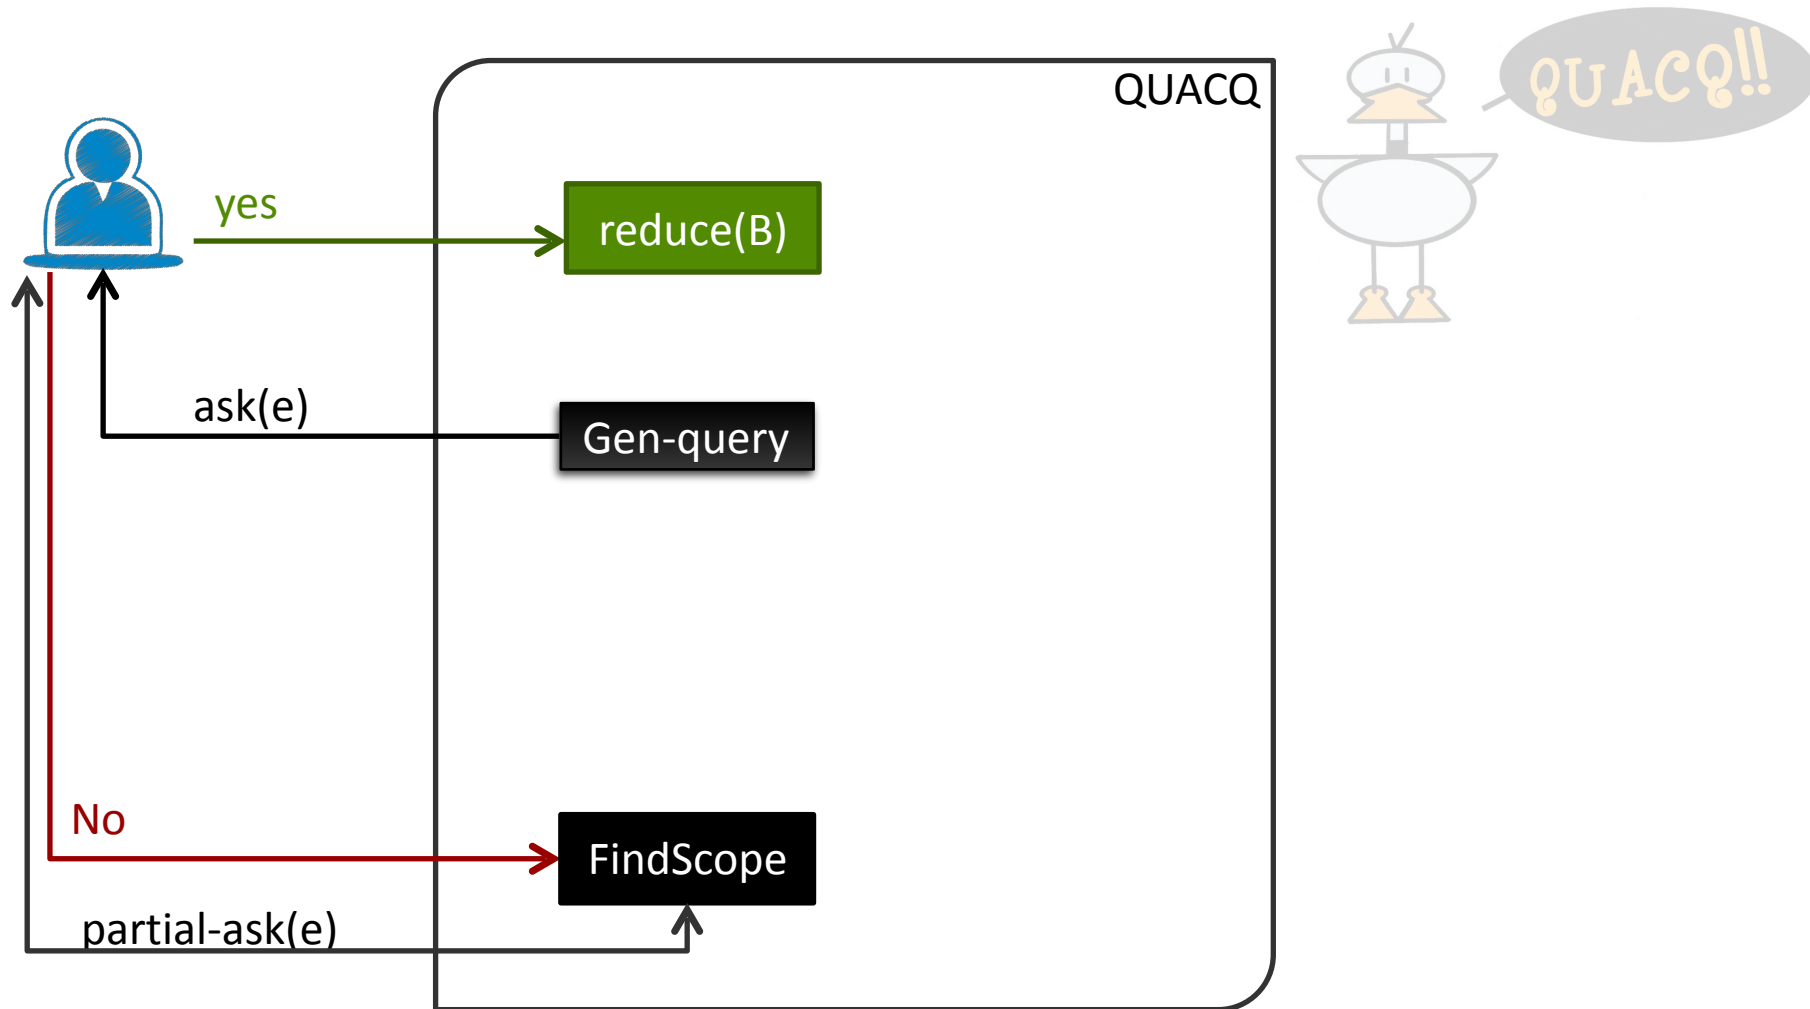 QUACQ
QUACQ!!
yes
reduce(B)
ask(e)
Gen-query
No
FindScope
partial-ask(e)